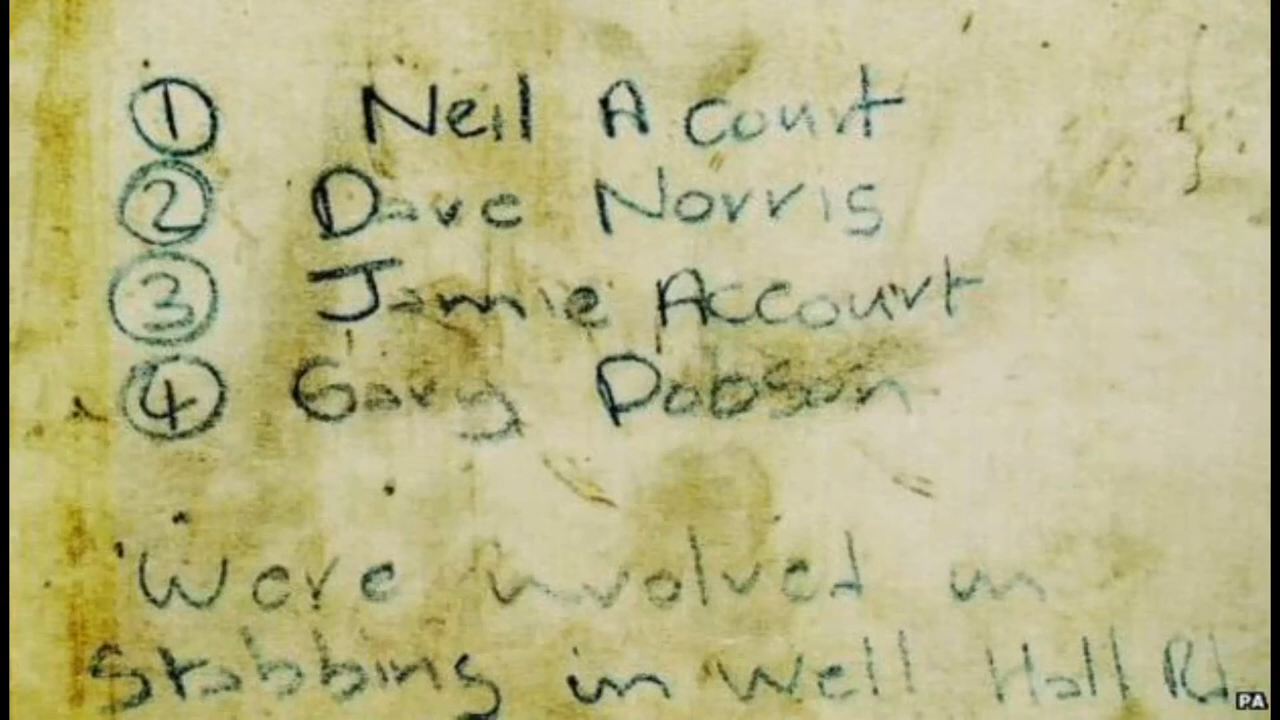 ① Neil A court
② Dave Norris
③ Jamie Accourt
④ Gary Dobson
Were involved in
Stabbing in Well Hall Rd.
PA